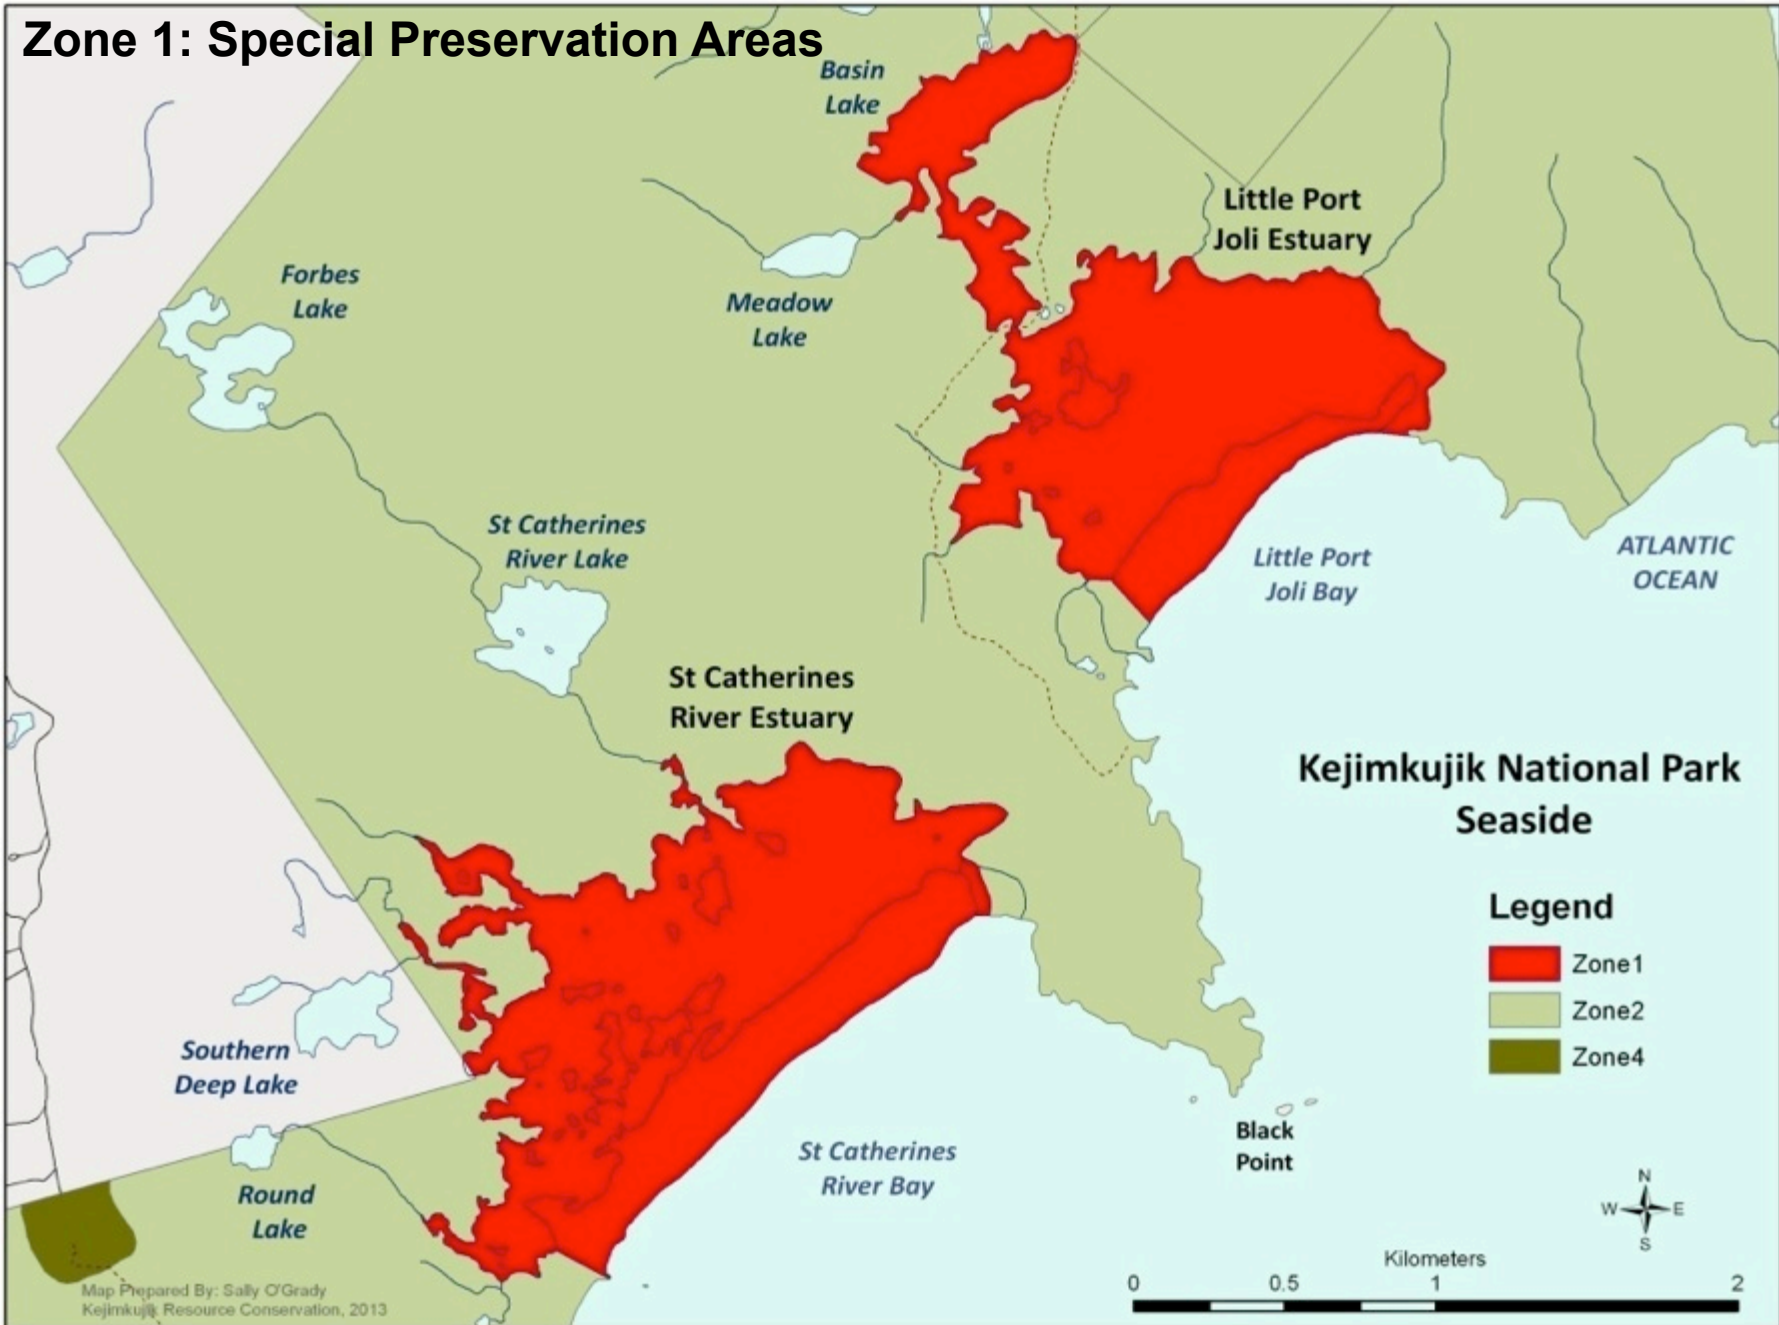 Zone 1: Special Preservation Areas
Basin
Lake
Little Port
Joli Estuary
Forbes
Lake
Meadow
Lake
St Catherines
River Lake
Little Port
Joli Bay
ATLANTIC
OCEAN
St Catherines
River Estuary
Kejimkujik National Park
Seaside
Legend
Zone1
Zone2
Zone4
Southern
Deep Lake
Black
Point
St Catherines
River Bay
Round
Lake
N
W E
S
Kilometers
0 0.5 1 2
Map Prepared By: Sally O'Grady
Kejimkujik Resource Conservation, 2013